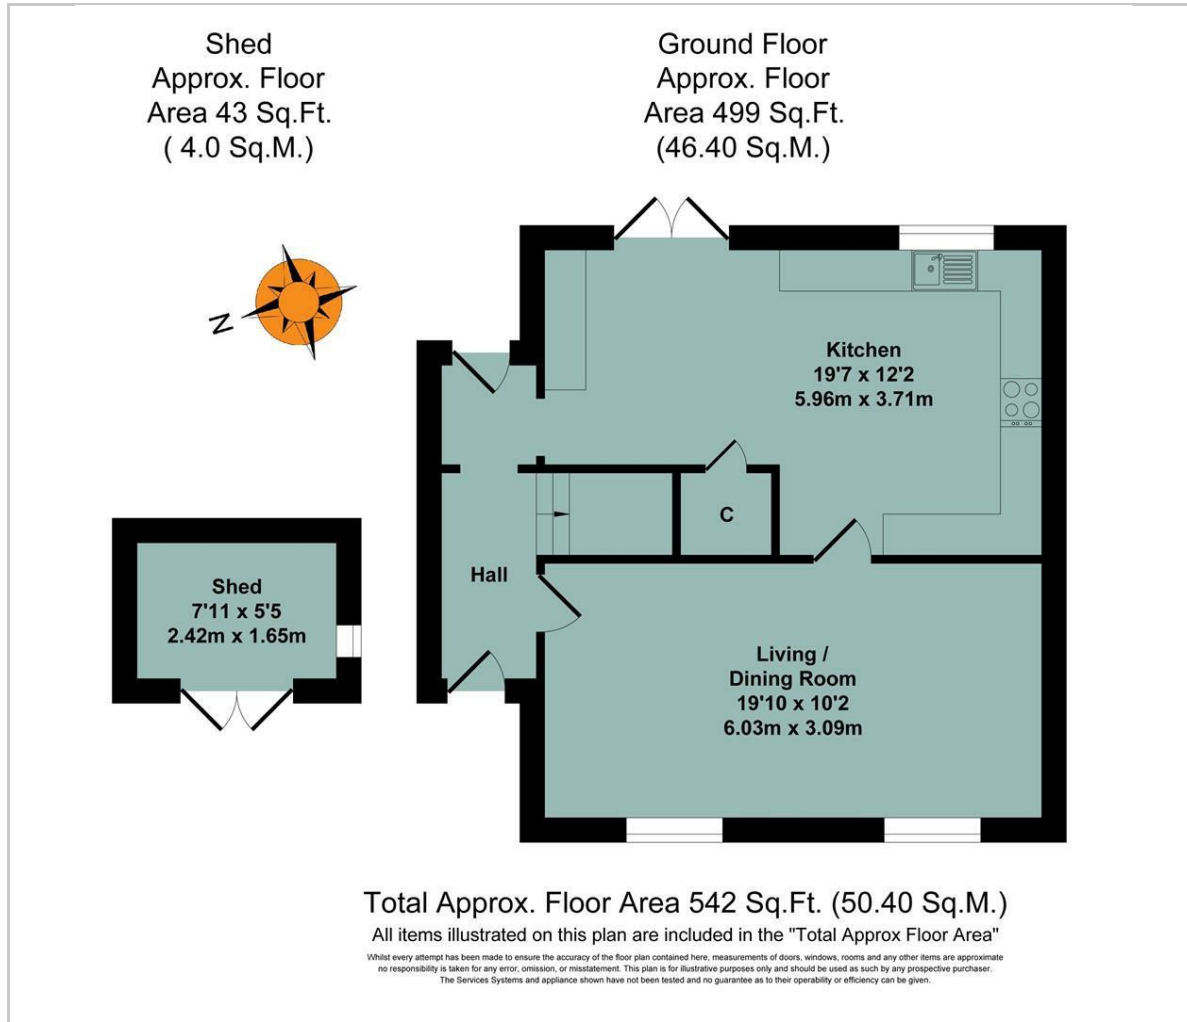 Shed
Approx. Floor
Area 43 Sq.Ft.
( 4.0 Sq.M.)
Ground Floor
Approx. Floor
Area 499 Sq.Ft.
(46.40 Sq.M.)
N
Kitchen
19'7 x 12'2
5.96m x 3.71m
C
Hall
Shed
7'11 x 5'5
2.42m x 1.65m
Living /
Dining Room
19'10 x 10'2
6.03m x 3.09m
Total Approx. Floor Area 542 Sq.Ft. (50.40 Sq.M.)
All items illustrated on this plan are included in the "Total Approx Floor Area"
Whilst every attempt has been made to ensure the accuracy of the floor plan contained here, measurements of doors, windows, rooms and any other items are approximate
no responsibility is taken for any error, omission, or misstatement. This plan is for illustrative purposes only and should be used as such by any prospective purchaser.
The Services Systems and appliance shown have not been tested and no guarantee as to their operability or efficiency can be given.